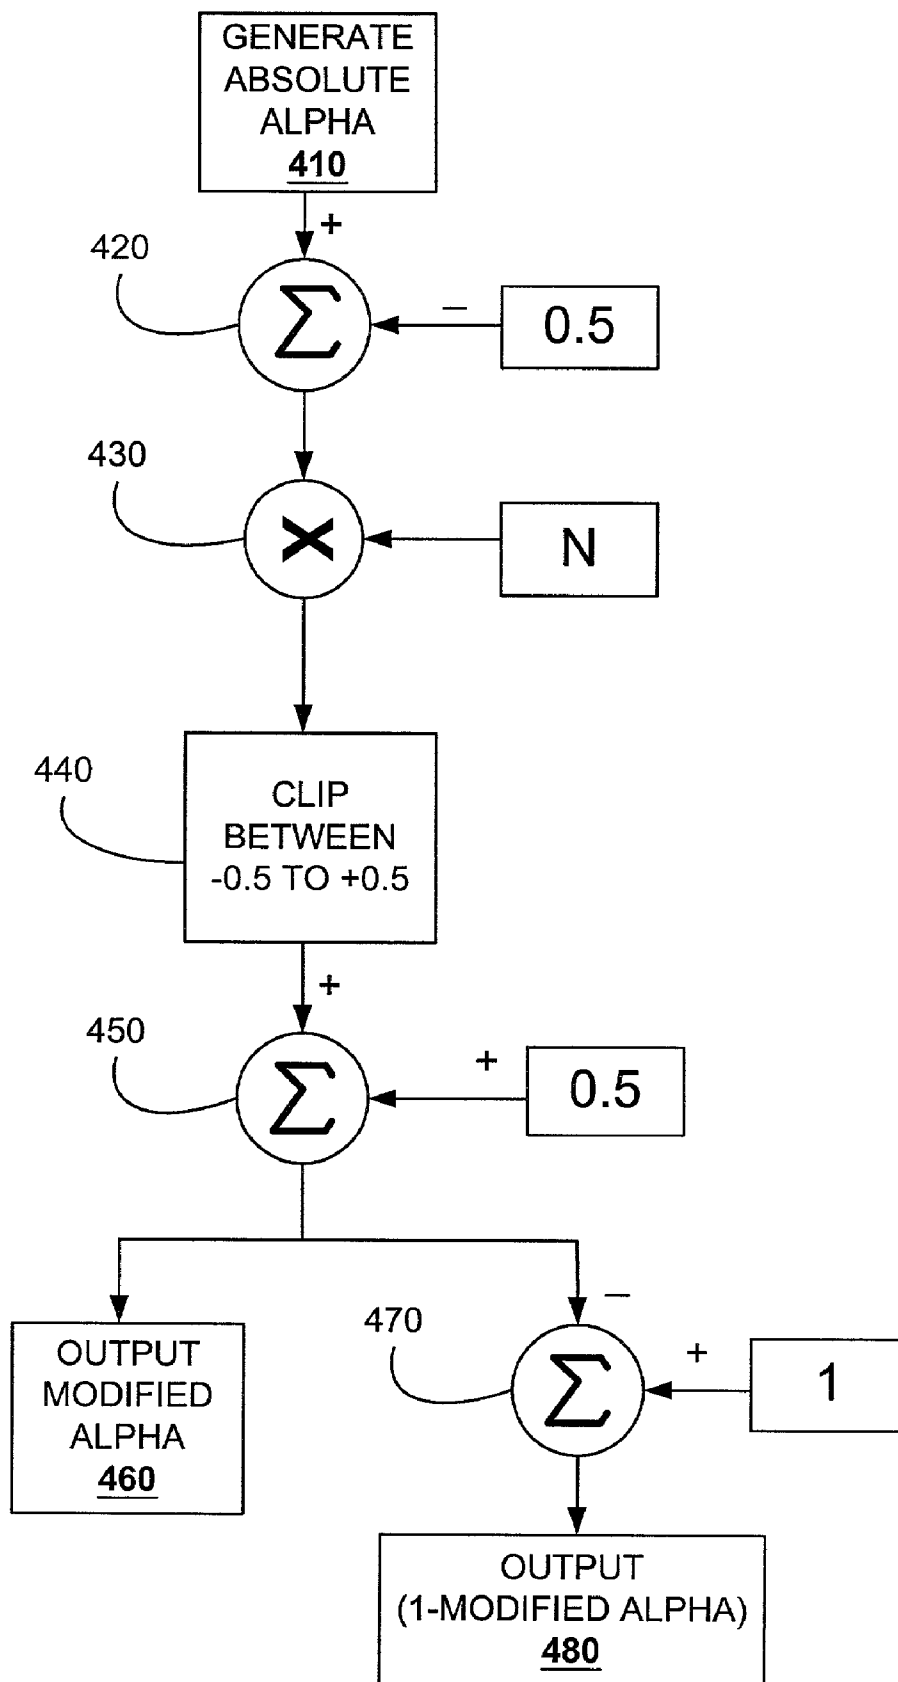 GENERATE
ABSOLUTE
ALPHA
410
+
420
Σ
–
0.5
430
X
N
440
CLIP
BETWEEN
-0.5 TO +0.5
+
450
Σ
+
0.5
OUTPUT
MODIFIED
ALPHA
460
–
470
Σ
+
1
OUTPUT
(1-MODIFIED ALPHA)
480